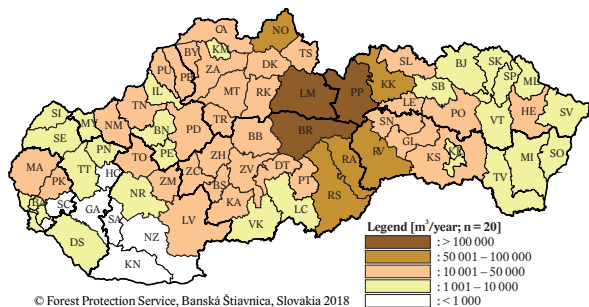 CA NO
BY KM TS
PU PB ZA DK SL BJ SK
IL MT RK LM PP KK SB SP ML
TN LE
SI MY NM BN PD TR BR SN PO HE SV
SE BB VT
PN PE ZH GL KE
TO RA RV KS MI SO
MA PK TT HC ZM ZC ZV DT PT TV
NR BS
SC GA SA KA RS
LV VK LC
DS NZ
KN
Legend [m³/year; n = 20]
: > 100 000
: 50 001 – 100 000
: 10 001 – 50 000
: 1 001 – 10 000
: < 1 000
© Forest Protection Service, Banská Štiavnica, Slovakia 2018